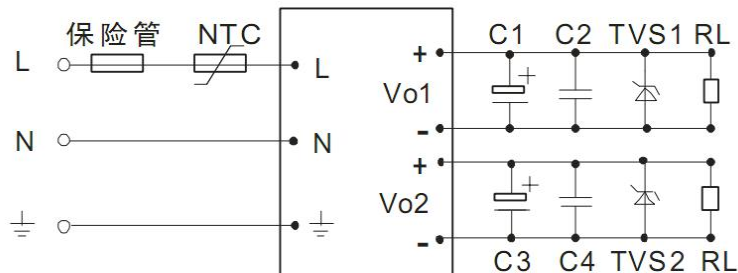 保险管 NTC C1 C2 TVS1 RL
L L + Vo1 -
N N
+ Vo2 -
C3 C4 TVS2 RL